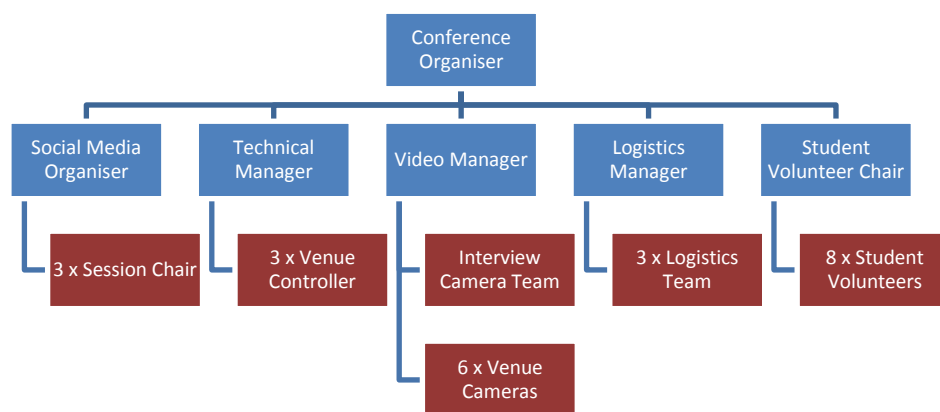 Conference
Organiser
Social Media
Organiser
Technical
Manager
Video Manager
Logistics
Manager
Student
Volunteer Chair
3 x Session Chair
3 x Venue
Controller
Interview
Camera Team
3 x Logistics
Team
8 x Student
Volunteers
6 x Venue
Cameras